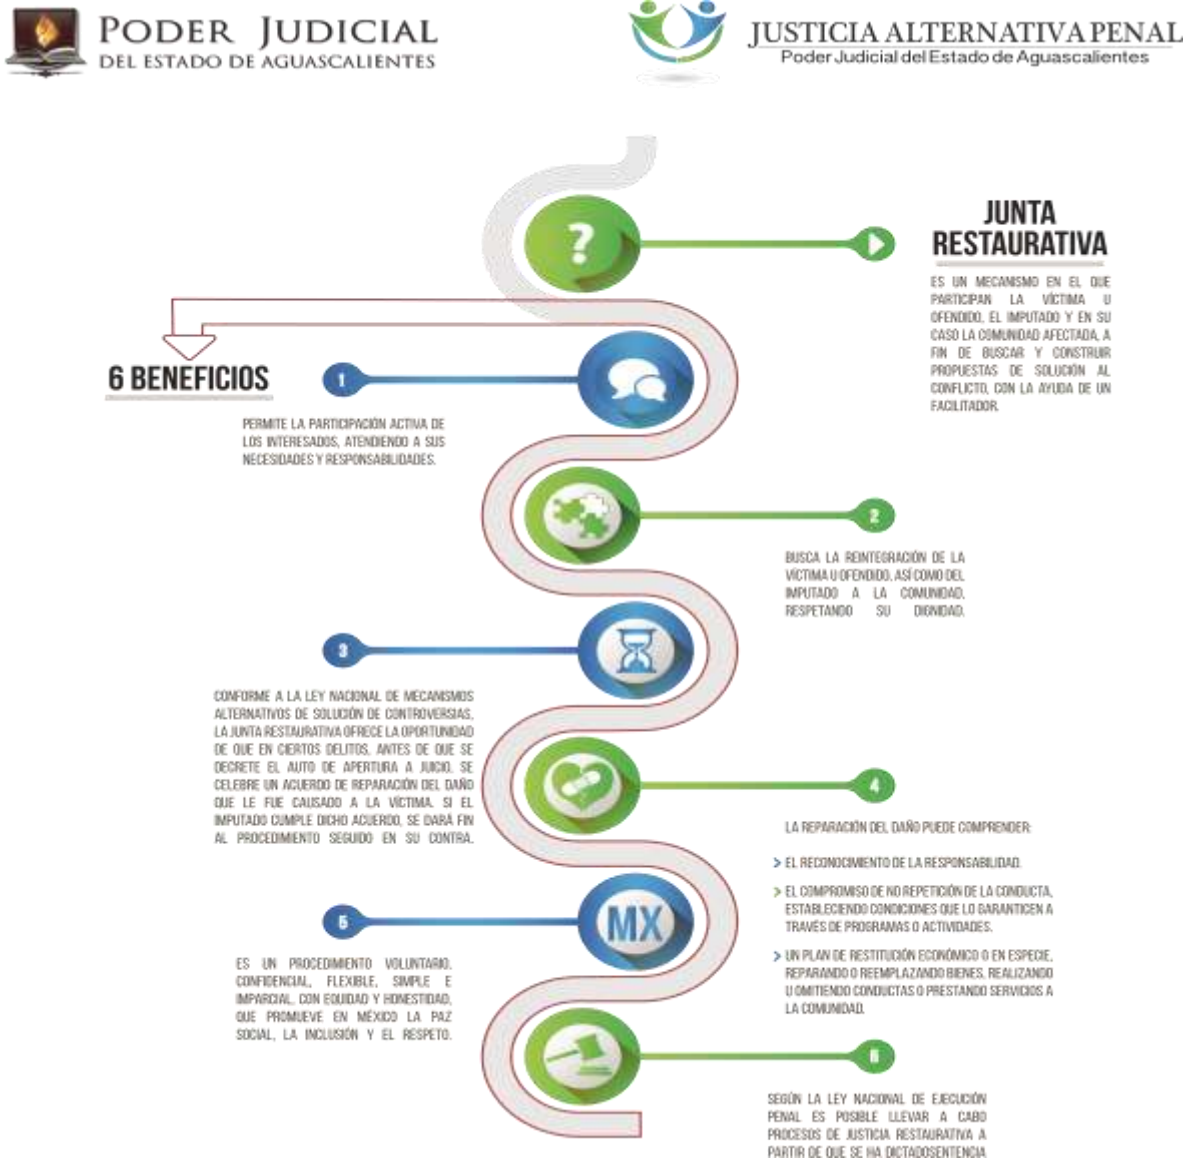 PODER JUDICIAL
DEL ESTADO DE AGUASCALIENTES
JUSTICIA ALTERNATIVA PENAL
Poder Judicial del Estado de Aguascalientes
?
JUNTA
RESTAURATIVA
ES UN MECANISMO EN EL QUE
PARTICIPAN LA VÍCTIMA U
OFENDIDO, EL IMPUTADO Y EN SU
CASO LA COMUNIDAD AFECTADA, A
FIN DE BUSCAR Y CONSTRUIR
PROPUESTAS DE SOLUCIÓN AL
CONFLICTO, CON LA AYUDA DE UN
FACILITADOR.
6 BENEFICIOS
1
PERMITE LA PARTICIPACIÓN ACTIVA DE
LOS INTERESADOS, ATENDIENDO A SUS
NECESIDADES Y RESPONSABILIDADES.
2
BUSCA LA REINTEGRACIÓN DE LA
VÍCTIMA U OFENDIDO, ASÍ COMO DEL
IMPUTADO A LA COMUNIDAD,
RESPETANDO SU DIGNIDAD.
3
CONFORME A LA LEY NACIONAL DE MECANISMOS
ALTERNATIVOS DE SOLUCIÓN DE CONTROVERSIAS,
LA JUNTA RESTAURATIVA OFRECE LA OPORTUNIDAD
DE QUE EN CIERTOS DELITOS, ANTES DE QUE SE
DECRETE EL AUTO DE APERTURA A JUICIO, SE
CELEBRE UN ACUERDO DE REPARACIÓN DEL DAÑO
QUE LE FUE CAUSADO A LA VÍCTIMA. SI EL
IMPUTADO CUMPLE DICHO ACUERDO, SE DARÁ FIN
AL PROCEDIMIENTO SEGUIDO EN SU CONTRA.
4
LA REPARACIÓN DEL DAÑO PUEDE COMPRENDER:
> EL RECONOCIMIENTO DE LA RESPONSABILIDAD.
> EL COMPROMISO DE NO REPETICIÓN DE LA CONDUCTA,
ESTABLECIENDO CONDICIONES QUE LO GARANTICEN A
TRAVÉS DE PROGRAMAS O ACTIVIDADES.
> UN PLAN DE RESTITUCIÓN ECONÓMICO O EN ESPECIE,
REPARANDO O REEMPLAZANDO BIENES, REALIZANDO
U OMITIENDO CONDUCTAS O PRESTANDO SERVICIOS A
LA COMUNIDAD.
5
MX
ES UN PROCEDIMIENTO VOLUNTARIO,
CONFIDENCIAL, FLEXIBLE, SIMPLE E
IMPARCIAL, CON EQUIDAD Y HONESTIDAD,
QUE PROMUEVE EN MÉXICO LA PAZ
SOCIAL, LA INCLUSIÓN Y EL RESPETO.
6
SEGÚN LA LEY NACIONAL DE EJECUCIÓN
PENAL ES POSIBLE LLEVAR A CABO
PROCESOS DE JUSTICIA RESTAURATIVA A
PARTIR DE QUE SE HA DICTADOSENTENCIA